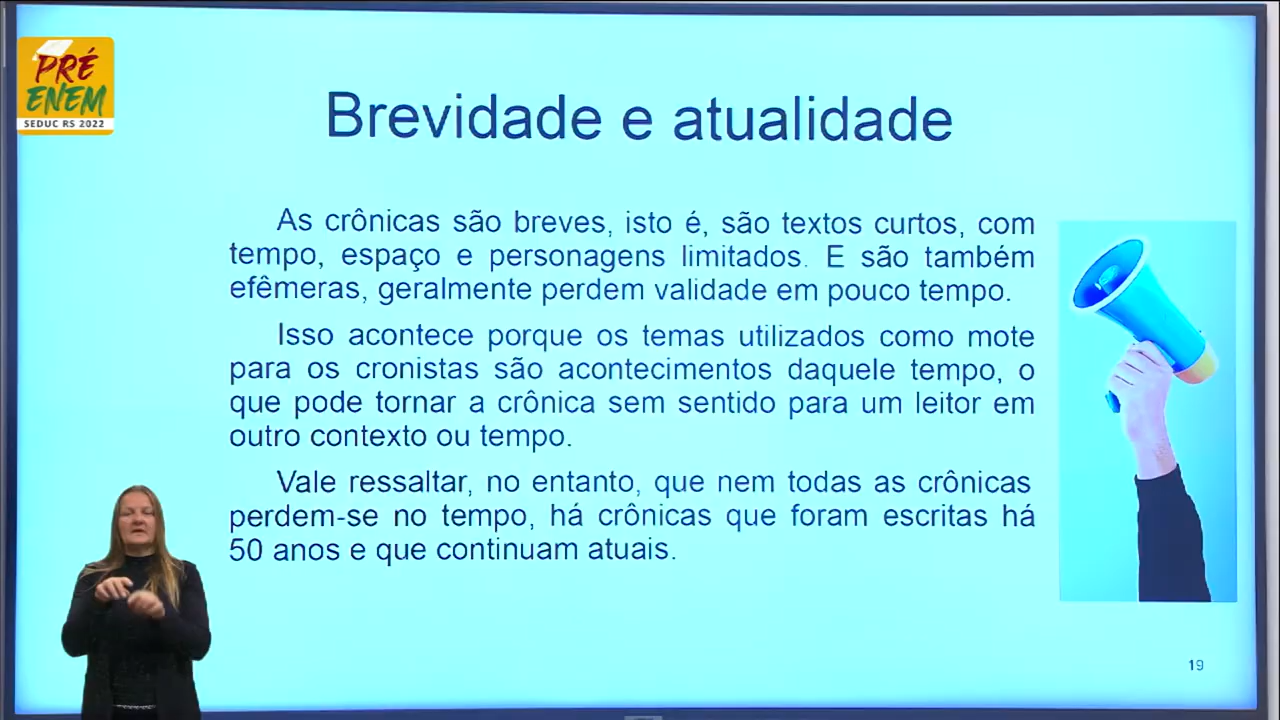 PRÉ
ENEM
SEDUC RS 2022
Brevidade e atualidade
As crônicas são breves, isto é, são textos curtos, com
tempo, espaço e personagens limitados. E são também
efêmeras, geralmente perdem validade em pouco tempo.
Isso acontece porque os temas utilizados como mote
para os cronistas são acontecimentos daquele tempo, o
que pode tornar a crônica sem sentido para um leitor em
outro contexto ou tempo.
Vale ressaltar, no entanto, que nem todas as crônicas
perdem-se no tempo, há crônicas que foram escritas há
50 anos e que continuam atuais.
19